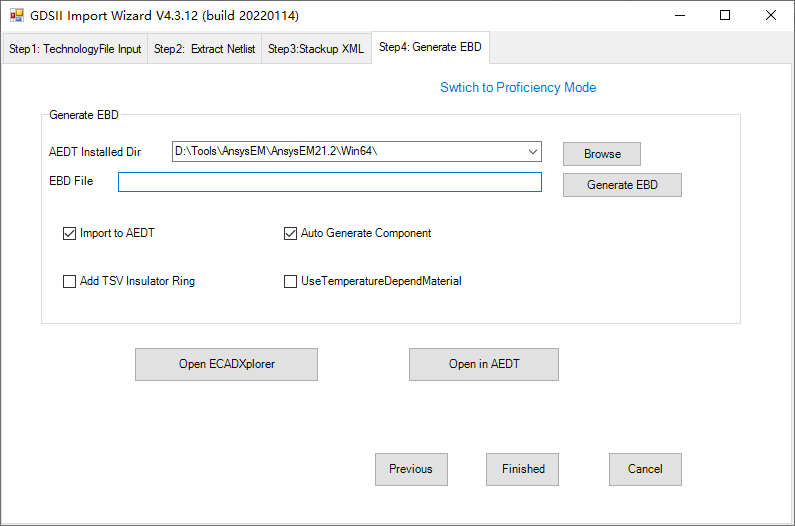 GDSII Import Wizard V4.3.12 (build 20220114)
Step1: TechnologyFile Input Step2: Extract Netlist Step3:Stackup XML Step4: Generate EBD
Swtich to Proficiency Mode
Generate EBD
AEDT Installed Dir D:\Tools\AnsysEM\AnsysEM21.2\Win64\ Browse
EBD File Generate EBD
Import to AEDT Auto Generate Component
Add TSV Insulator Ring UseTemperatureDependMaterial
Open ECADXplorer Open in AEDT
Previous Finished Cancel